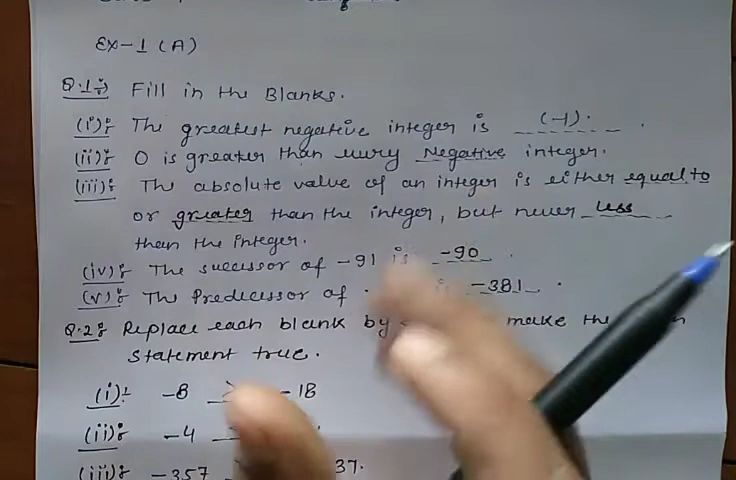 Ex-1 (A)
Q.1 Fill in the Blanks.
(i) The greatest negative integer is (-1).
(ii) 0 is greater than every Negative integer.
(iii) The absolute value of an integer is either equal to
or greater than the integer, but never less
than the integer.
(iv) The successor of -91 is -90.
(v) The Predecessor of -381.
Q.2 Replace each blank by make the
Statement true.
(i) -8 > -18
(ii) -4
(iii) -357 37.